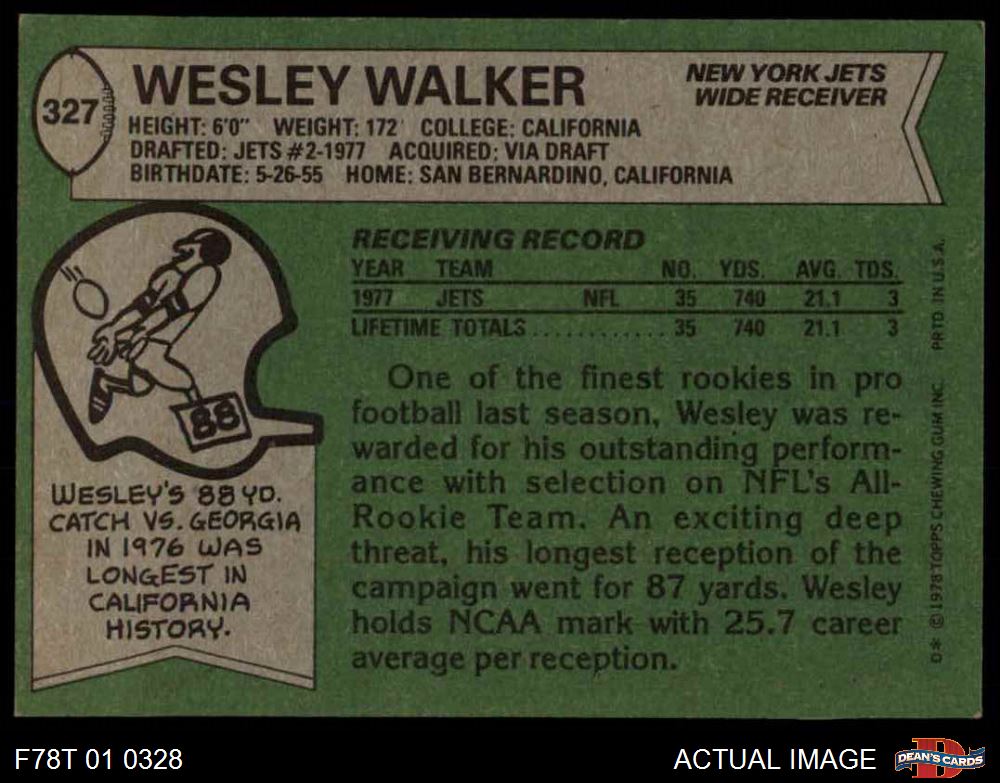 327
WESLEY WALKER
NEW YORK JETS
WIDE RECEIVER
HEIGHT: 6'0" WEIGHT: 172 COLLEGE: CALIFORNIA
DRAFTED: JETS #2-1977 ACQUIRED: VIA DRAFT
BIRTHDATE: 5-26-55 HOME: SAN BERNARDINO, CALIFORNIA
88
WESLEY'S 88 YD.
CATCH VS. GEORGIA
IN 1976 WAS
LONGEST IN
CALIFORNIA
HISTORY.
RECEIVING RECORD
YEAR TEAM NO. YDS. AVG. TDS.
1977 JETS NFL 35 740 21.1 3
LIFETIME TOTALS............ 35 740 21.1 3
One of the finest rookies in pro
football last season, Wesley was re-
warded for his outstanding perform-
ance with selection on NFL's All-
Rookie Team. An exciting deep
threat, his longest reception of the
campaign went for 87 yards. Wesley
holds NCAA mark with 25.7 career
average per reception.
D* © 1978 TOPPS CHEWING GUM INC. PRTD. IN U.S.A.
F78T 01 0328
ACTUAL IMAGE
D
DEAN'S CARDS